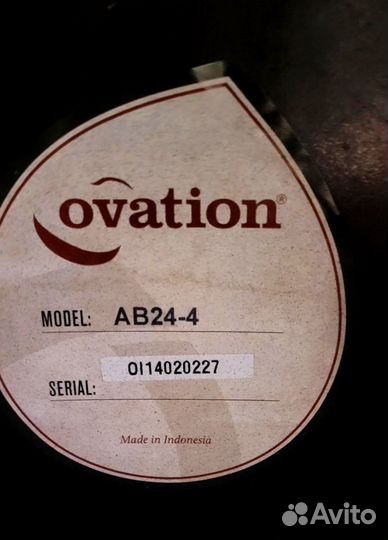 Ovation®
MODEL: AB24-4
OI14020227
SERIAL:
Made in Indonesia
Avito